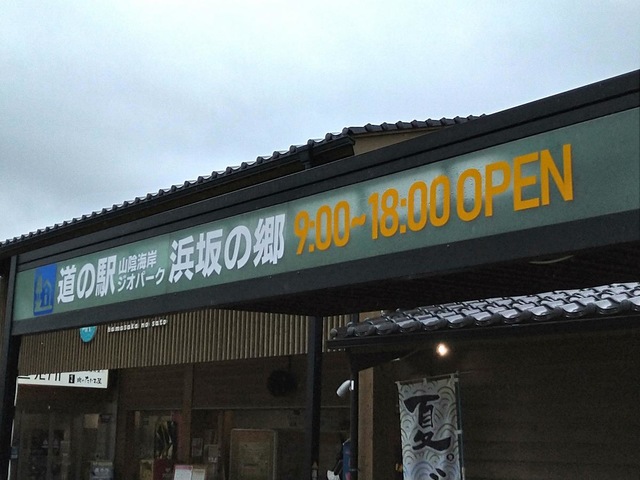 道の駅 山陰海岸
ジオパーク 浜坂の郷 9:00~18:00 OPEN
hamasaka no sato
夏